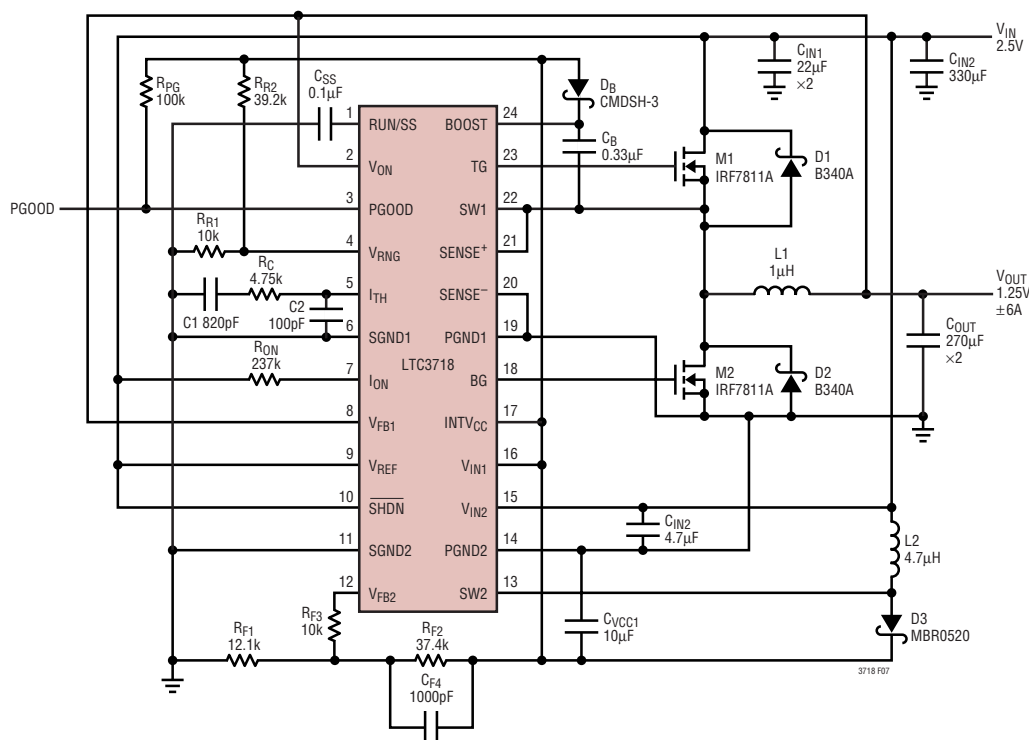 V_IN
2.5V
C_IN1
22µF
×2
C_IN2
330µF
R_PG
100k
R_R2
39.2k
C_SS
0.1µF
D_B
CMDSH-3
C_B
0.33µF
M1
IRF7811A
D1
B340A
PGOOD
R_R1
10k
R_C
4.75k
C1 820pF
C2
100pF
R_ON
237k
1
2
3
4
5
6
7
8
9
10
11
12
RUN/SS
V_ON
PGOOD
V_RNG
I_TH
SGND1
I_ON
V_FB1
V_REF
SHDN
SGND2
V_FB2
LTC3718
BOOST
TG
SW1
SENSE+
SENSE–
PGND1
BG
INTV_CC
V_IN1
V_IN2
PGND2
SW2
24
23
22
21
20
19
18
17
16
15
14
13
L1
1µH
V_OUT
1.25V
±6A
C_OUT
270µF
×2
M2
IRF7811A
D2
B340A
C_IN2
4.7µF
L2
4.7µH
C_VCC1
10µF
D3
MBR0520
R_F3
10k
R_F1
12.1k
R_F2
37.4k
C_F4
1000pF
3718 F07